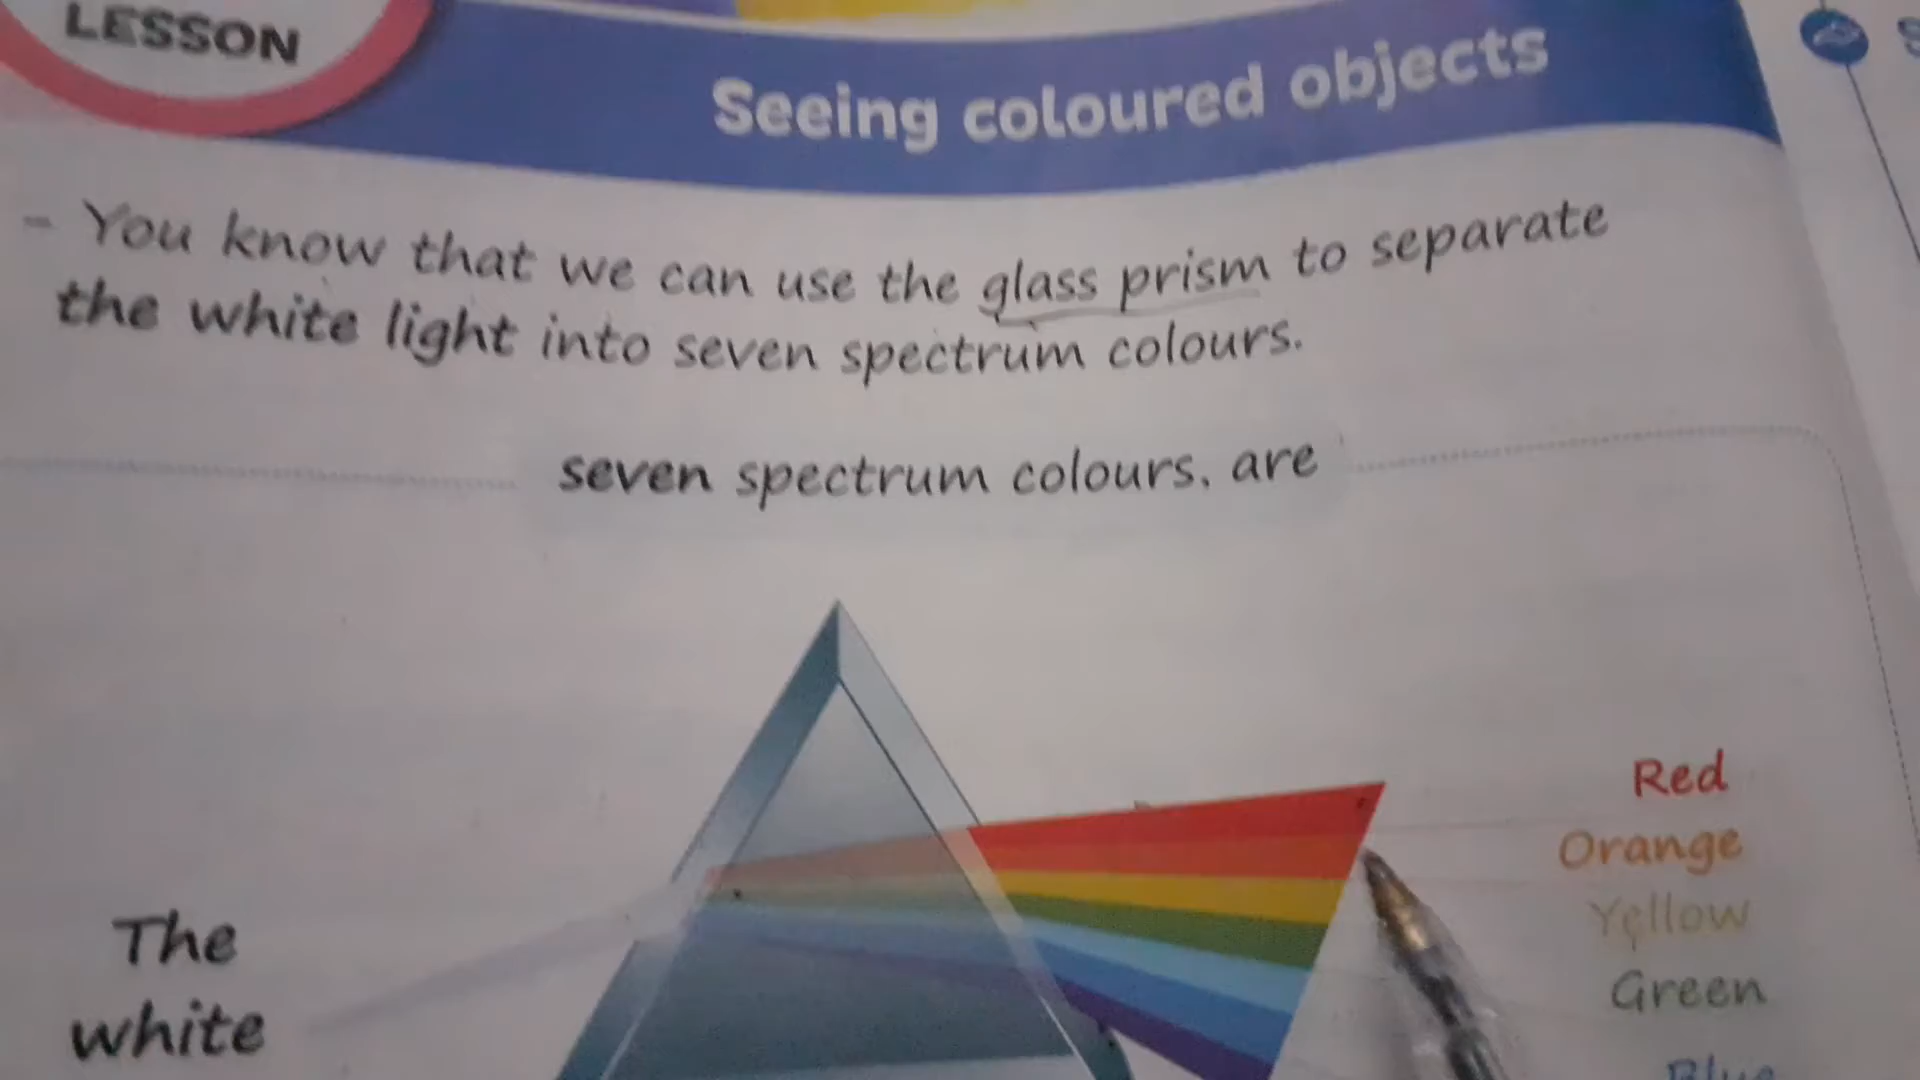 LESSON
Seeing coloured objects
- You know that we can use the glass prism to separate
the white light into seven spectrum colours.
seven spectrum colours, are
Red
Orange
Yellow
Green
Blue
The
white